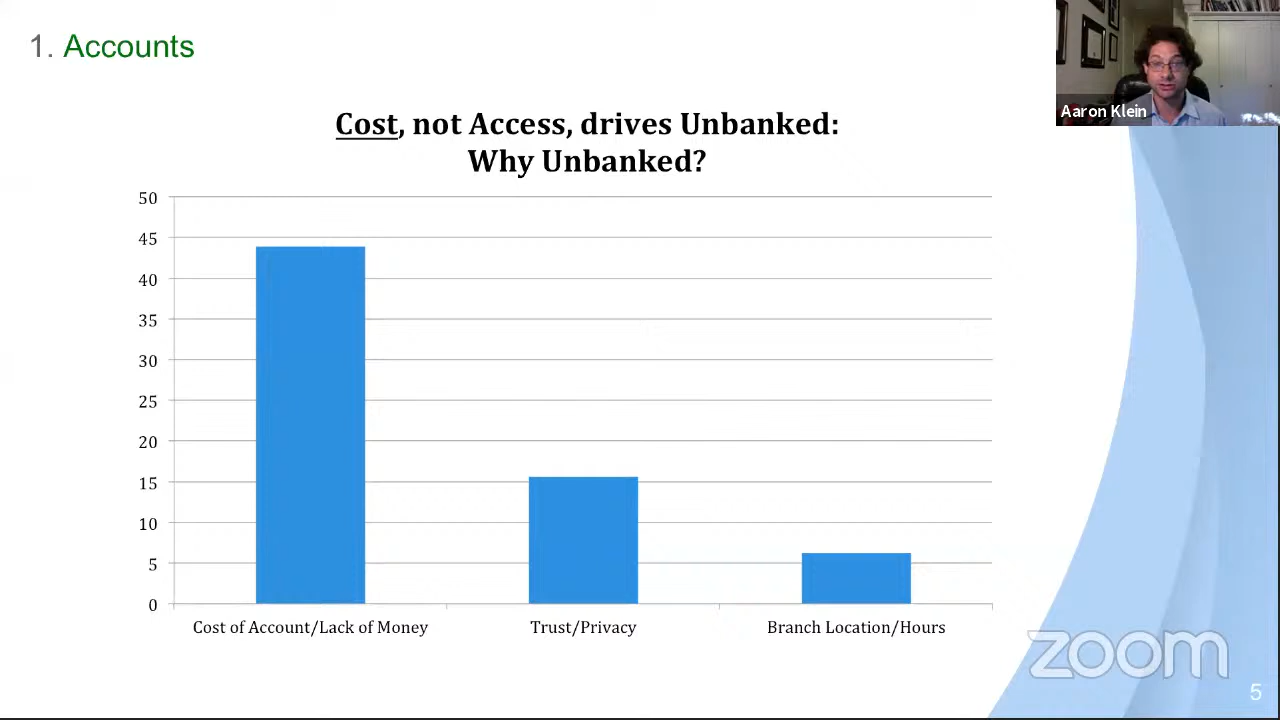 1. Accounts
Aaron Klein
Cost, not Access, drives Unbanked:
Why Unbanked?
50
45
40
35
30
25
20
15
10
5
0
Cost of Account/Lack of Money
Trust/Privacy
Branch Location/Hours
zoom
5